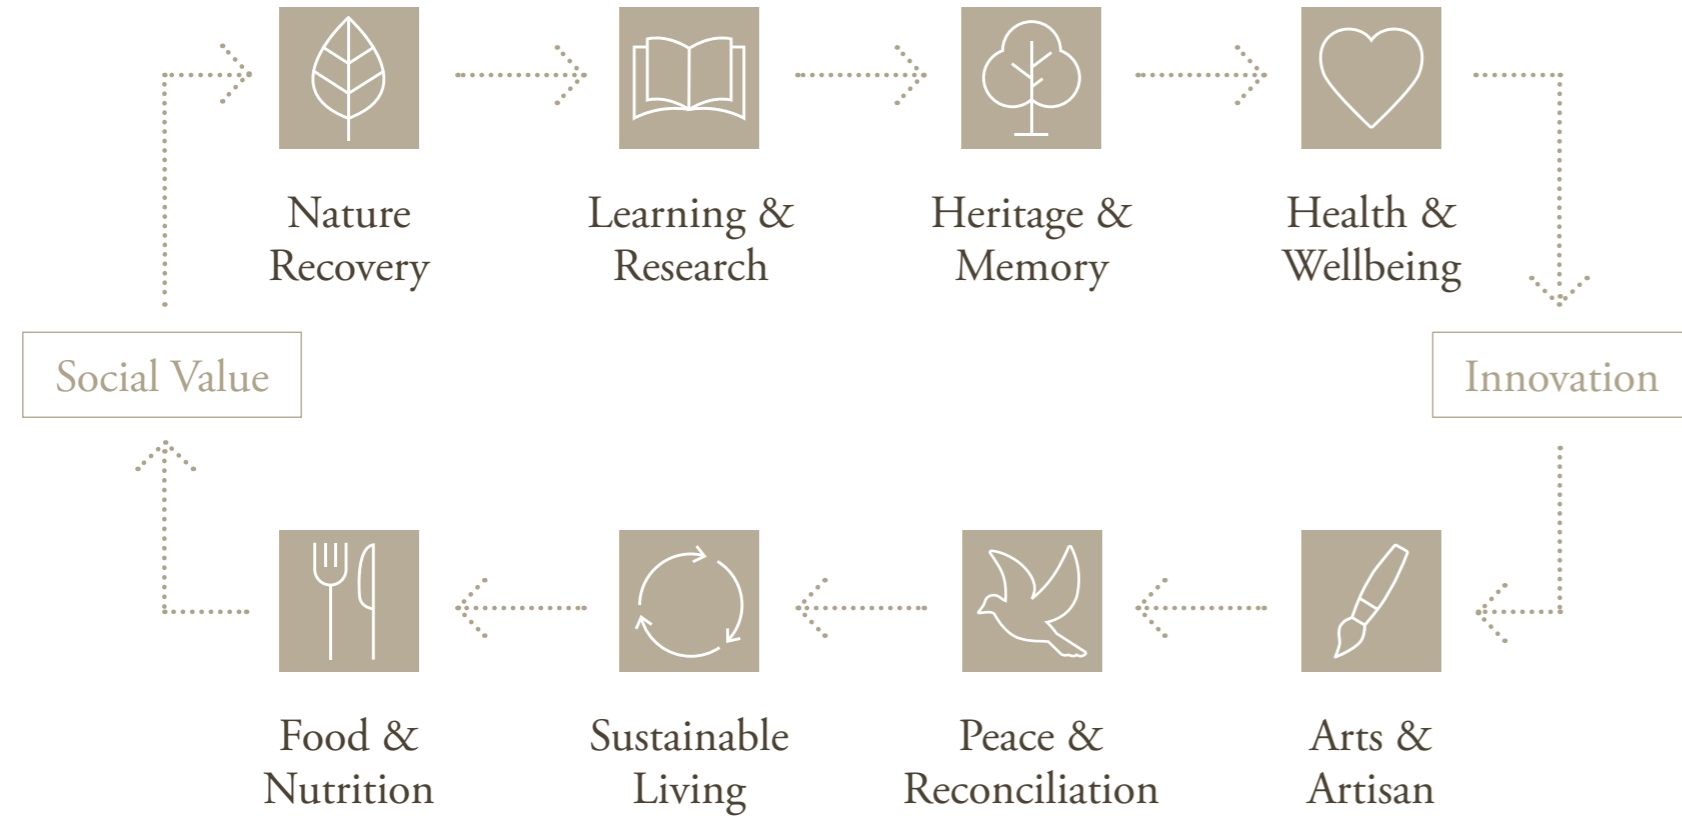 Nature
Recovery
Learning &
Research
Heritage &
Memory
Health &
Wellbeing
Social Value
Innovation
Food &
Nutrition
Sustainable
Living
Peace &
Reconciliation
Arts &
Artisan